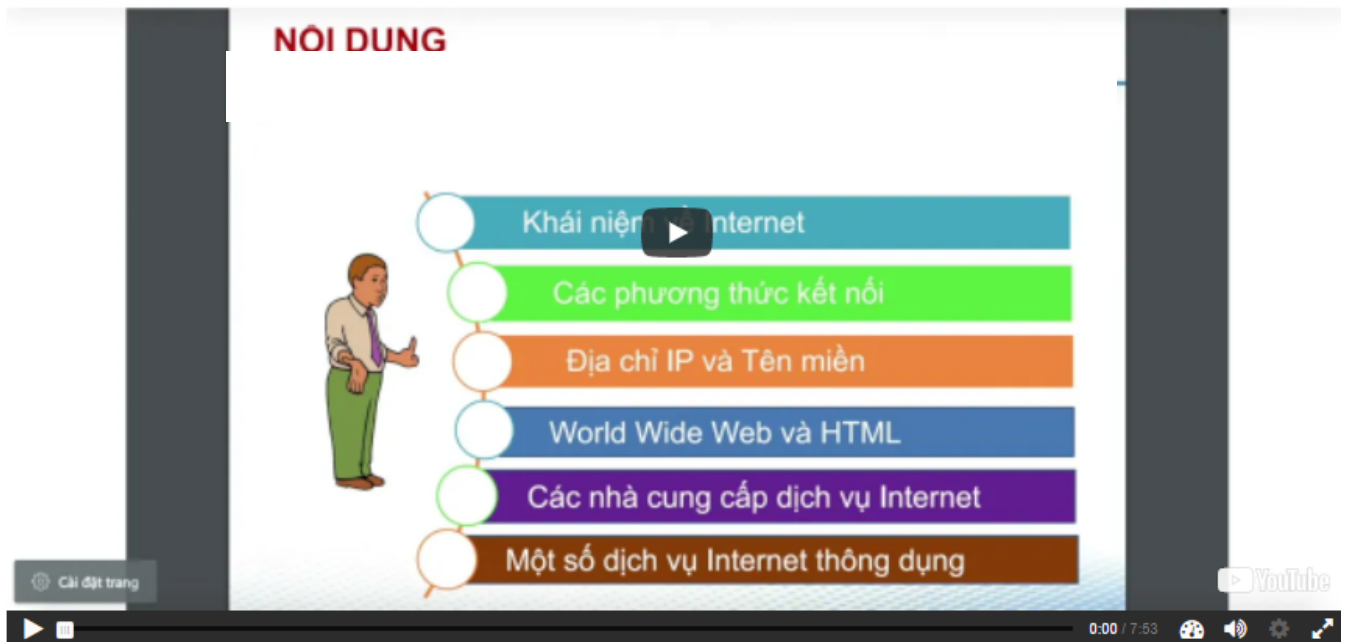 NỘI DUNG
Khái niệm về Internet
Các phương thức kết nối
Địa chỉ IP và Tên miền
World Wide Web và HTML
Các nhà cung cấp dịch vụ Internet
Một số dịch vụ Internet thông dụng
Cài đặt trang
YouTube
0:00 / 7:53